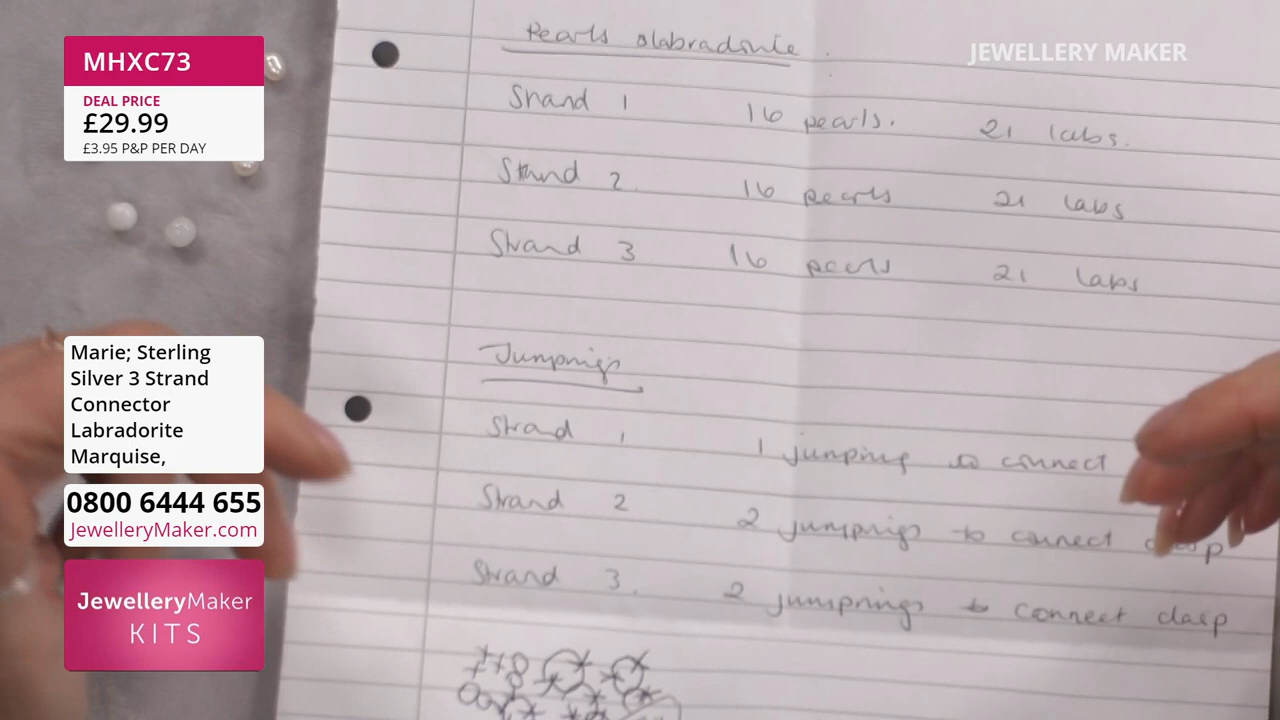 MHXC73
DEAL PRICE
£29.99
£3.95 P&P PER DAY
JEWELLERY MAKER
Pearls & labradorite.
Strand 1 16 pearls. 21 labs.
Strand 2. 16 pearls 21 labs
Strand 3 16 pearls 21 labs
Jumprings
Strand 1 1 jumpring to connect
Strand 2 2 jumprings to connect clasp
Strand 3. 2 jumprings to connect clasp
Marie; Sterling
Silver 3 Strand
Connector
Labradorite
Marquise,
0800 6444 655
JewelleryMaker.com
JewelleryMaker
KITS